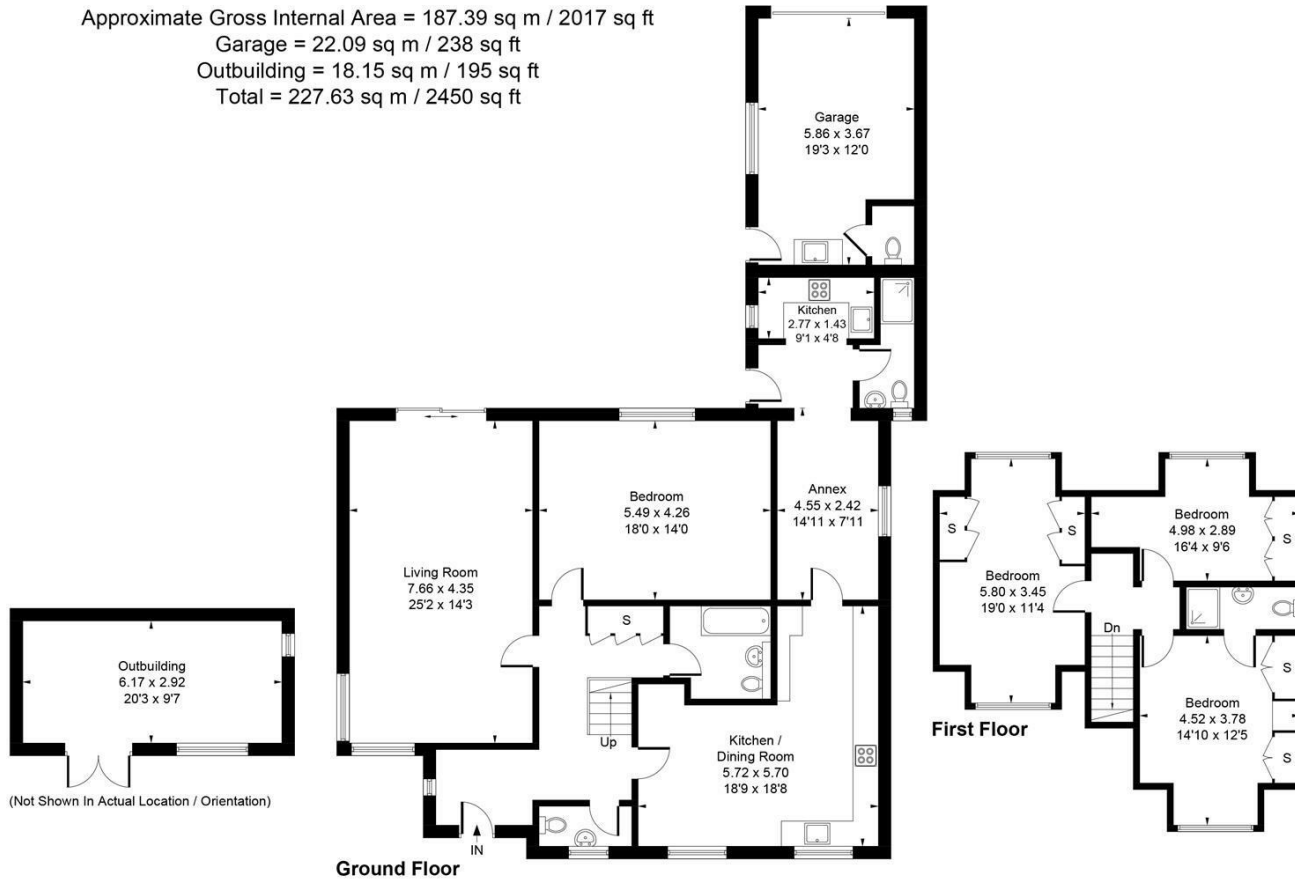 Approximate Gross Internal Area = 187.39 sq m / 2017 sq ft
Garage = 22.09 sq m / 238 sq ft
Outbuilding = 18.15 sq m / 195 sq ft
Total = 227.63 sq m / 2450 sq ft
Garage
5.86 x 3.67
19'3 x 12'0
Kitchen
2.77 x 1.43
9'1 x 4'8
Annex
4.55 x 2.42
14'11 x 7'11
Bedroom
5.49 x 4.26
18'0 x 14'0
Living Room
7.66 x 4.35
25'2 x 14'3
S
Up
Kitchen /
Dining Room
5.72 x 5.70
18'9 x 18'8
IN
Ground Floor
Outbuilding
6.17 x 2.92
20'3 x 9'7
(Not Shown In Actual Location / Orientation)
S
S
Bedroom
5.80 x 3.45
19'0 x 11'4
Bedroom
4.98 x 2.89
16'4 x 9'6
S
Dn
Bedroom
4.52 x 3.78
14'10 x 12'5
S
S
First Floor